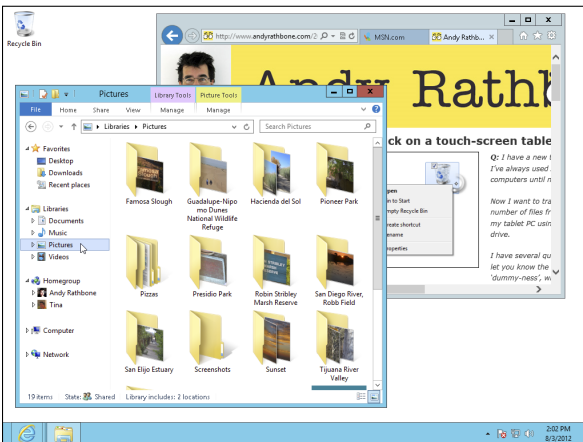 Recycle Bin
http://www.andyrathbone.com/2
MSN.com
Andy Rathb...
Andy Rathb
ck on a touch-screen table
Q: I have a new t
I've always used
computers until n
Now I want to tra
number of files fr
my tablet PC usin
drive.
I have several qu
let you know the
'dummy-ness', w
pen
in to Start
mpty Recycle Bin
reate shortcut
ename
roperties
Pictures
Library Tools
Picture Tools
File
Home
Share
View
Manage
Manage
Libraries
Pictures
Search Pictures
Favorites
Desktop
Downloads
Recent places
Libraries
Documents
Music
Pictures
Videos
Homegroup
Andy Rathbone
Tina
Computer
Network
Famosa Slough
Guadalupe-Nipo
mo Dunes
National Wildlife
Refuge
Hacienda del Sol
Pioneer Park
Pizzas
Presidio Park
Robin Stribley
Marsh Reserve
San Diego River,
Robb Field
San Elijo Estuary
Screenshots
Sunset
Tijuana River
Valley
19 items
State:
Shared
Library includes: 2 locations
2:02 PM
8/3/2012